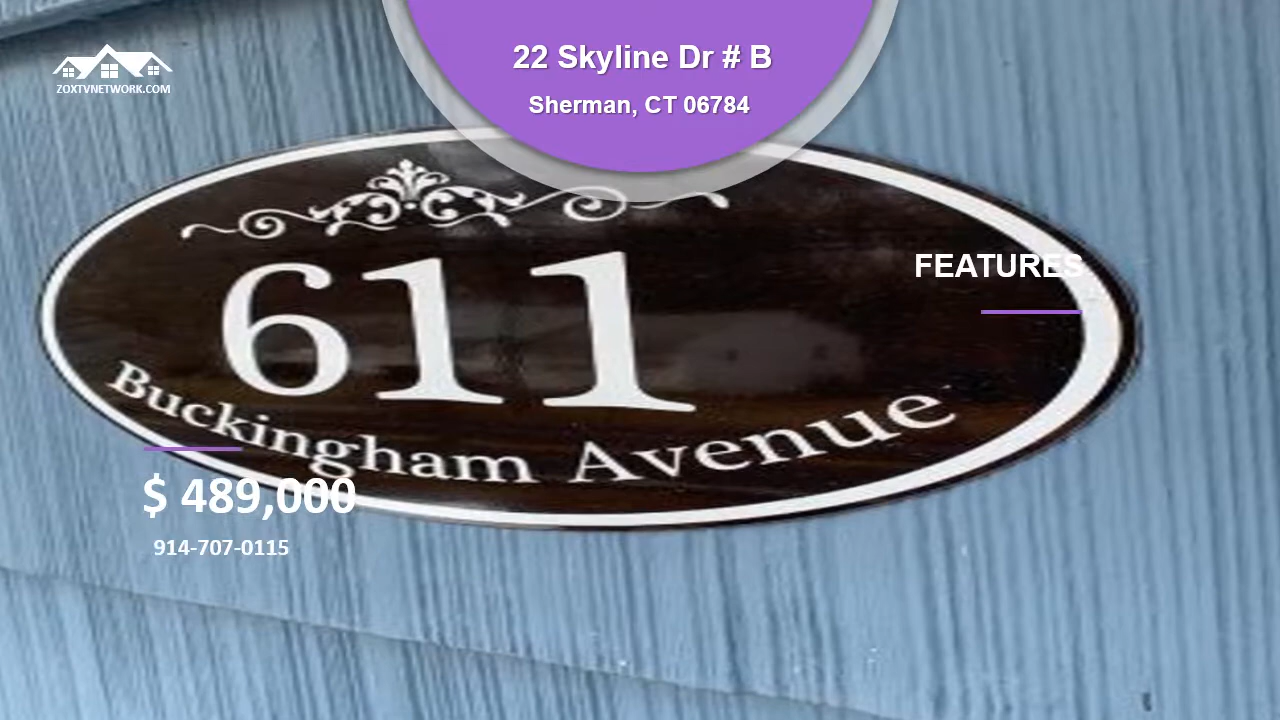 22 Skyline Dr # B
Sherman, CT 06784
ZOXTVNETWORK.COM
611
Buckingham Avenue
FEATURES
$ 489,000
914-707-0115